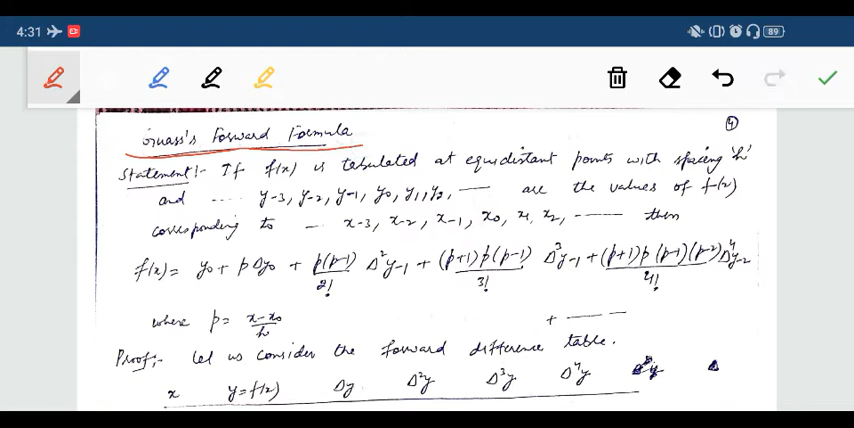 4:31 89
④
Guass's Forward Formula
Statement:- If f(x) is tabulated at equidistant points with spacing 'h'
and .... y-3, y-2, y-1, y0, y1, y2, —— are the values of f(x)
corresponding to ... x-3, x-2, x-1, x0, x1, x2, —— then
f(x) = y0 + pΔy0 + p(p-1)/2! Δ²y-1 + (p+1)p(p-1)/3! Δ³y-1 + (p+1)p(p-1)(p-2)/4! Δ⁴y-2
where p = x-x0/h + ——
Proof:- Let us consider the forward difference table.
x y=f(x) Δy Δ²y Δ³y Δ⁴y Δ